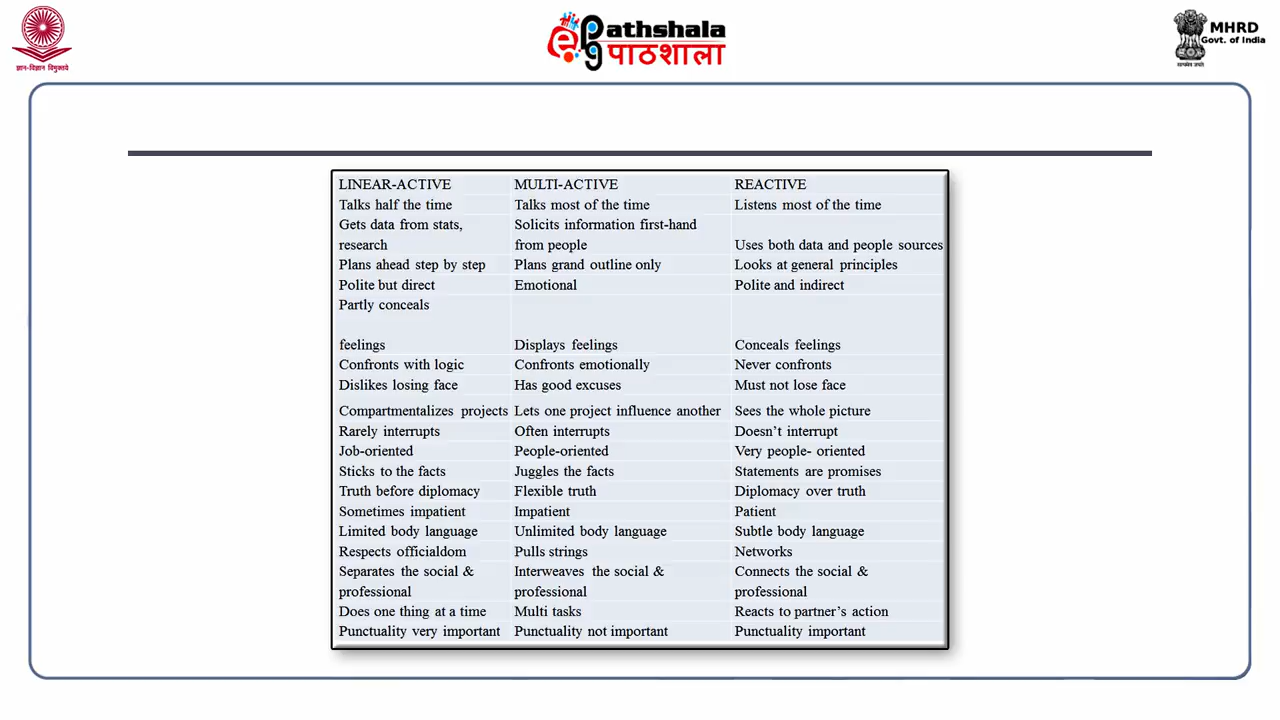 ज्ञान-विज्ञान विमुक्तये
Pathshala
पाठशाला
MHRD
Govt. of India
सत्यमेव जयते
LINEAR-ACTIVE MULTI-ACTIVE REACTIVE
Talks half the time Talks most of the time Listens most of the time
Gets data from stats, Solicits information first-hand
research from people Uses both data and people sources
Plans ahead step by step Plans grand outline only Looks at general principles
Polite but direct Emotional Polite and indirect
Partly conceals
feelings Displays feelings Conceals feelings
Confronts with logic Confronts emotionally Never confronts
Dislikes losing face Has good excuses Must not lose face
Compartmentalizes projects Lets one project influence another Sees the whole picture
Rarely interrupts Often interrupts Doesn’t interrupt
Job-oriented People-oriented Very people- oriented
Sticks to the facts Juggles the facts Statements are promises
Truth before diplomacy Flexible truth Diplomacy over truth
Sometimes impatient Impatient Patient
Limited body language Unlimited body language Subtle body language
Respects officialdom Pulls strings Networks
Separates the social & Interweaves the social & Connects the social &
professional professional professional
Does one thing at a time Multi tasks Reacts to partner’s action
Punctuality very important Punctuality not important Punctuality important